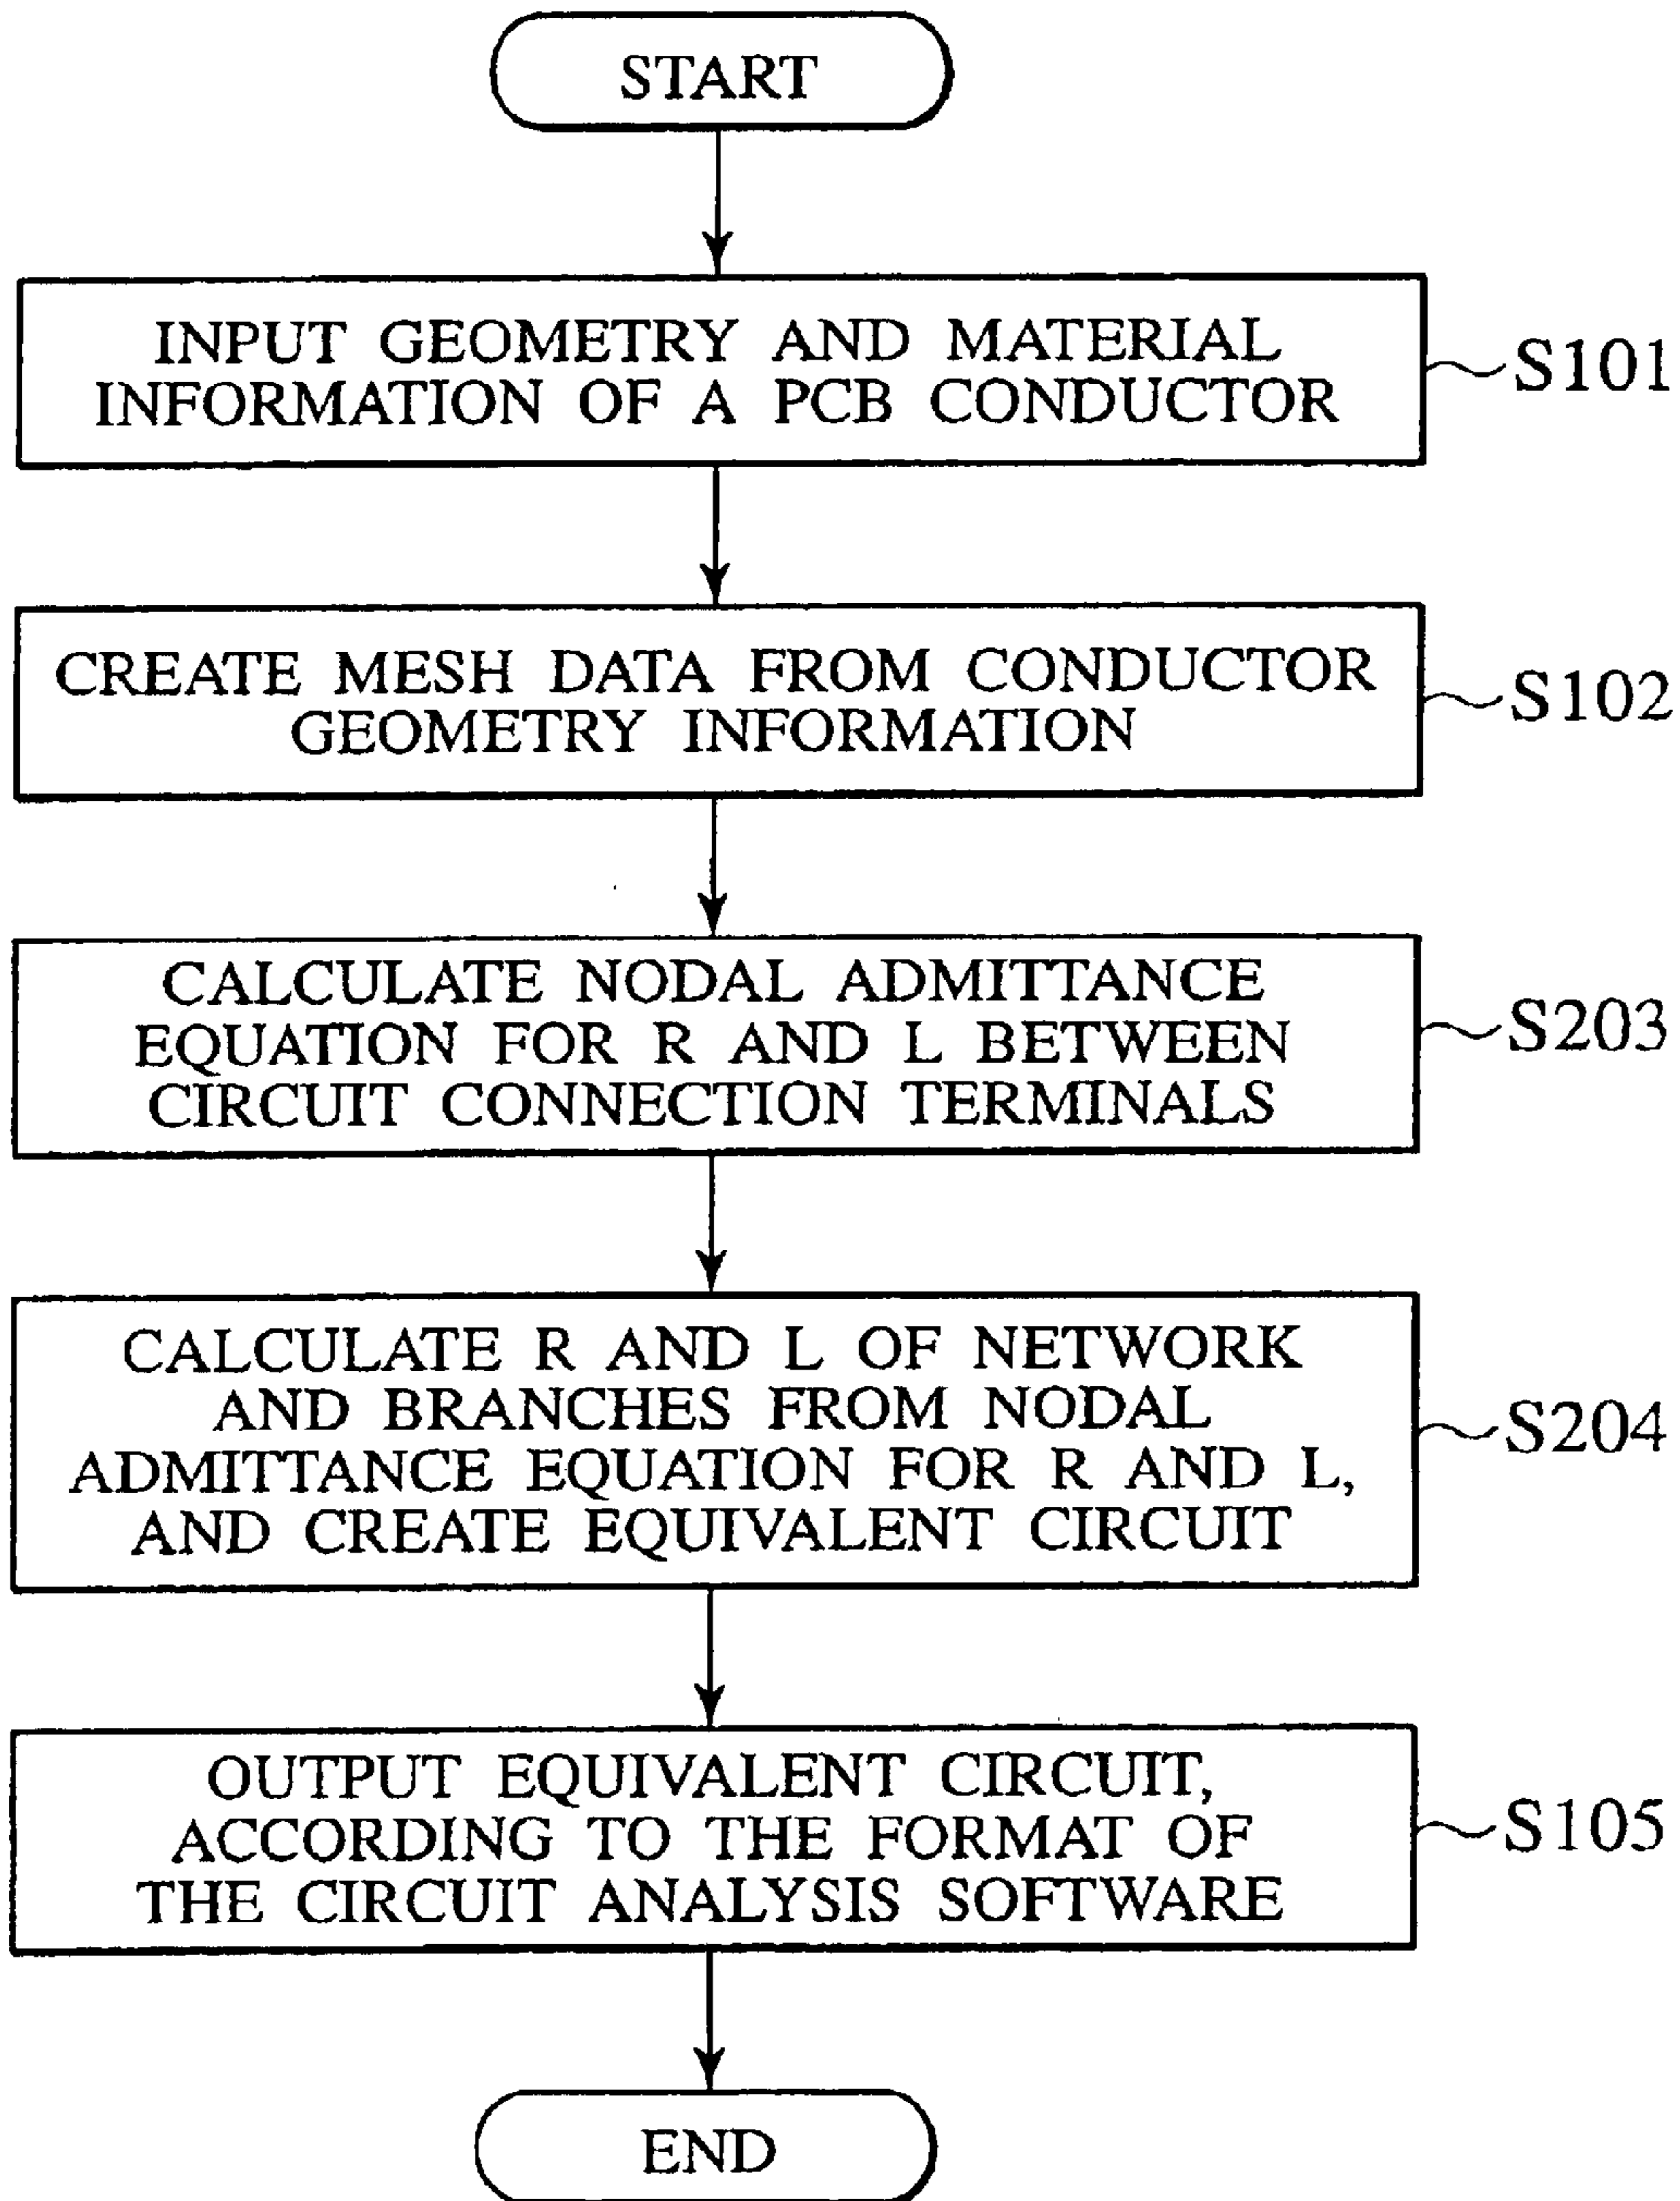 START
INPUT GEOMETRY AND MATERIAL
INFORMATION OF A PCB CONDUCTOR
S101
CREATE MESH DATA FROM CONDUCTOR
GEOMETRY INFORMATION
S102
CALCULATE NODAL ADMITTANCE
EQUATION FOR R AND L BETWEEN
CIRCUIT CONNECTION TERMINALS
S203
CALCULATE R AND L OF NETWORK
AND BRANCHES FROM NODAL
ADMITTANCE EQUATION FOR R AND L,
AND CREATE EQUIVALENT CIRCUIT
S204
OUTPUT EQUIVALENT CIRCUIT,
ACCORDING TO THE FORMAT OF
THE CIRCUIT ANALYSIS SOFTWARE
S105
END